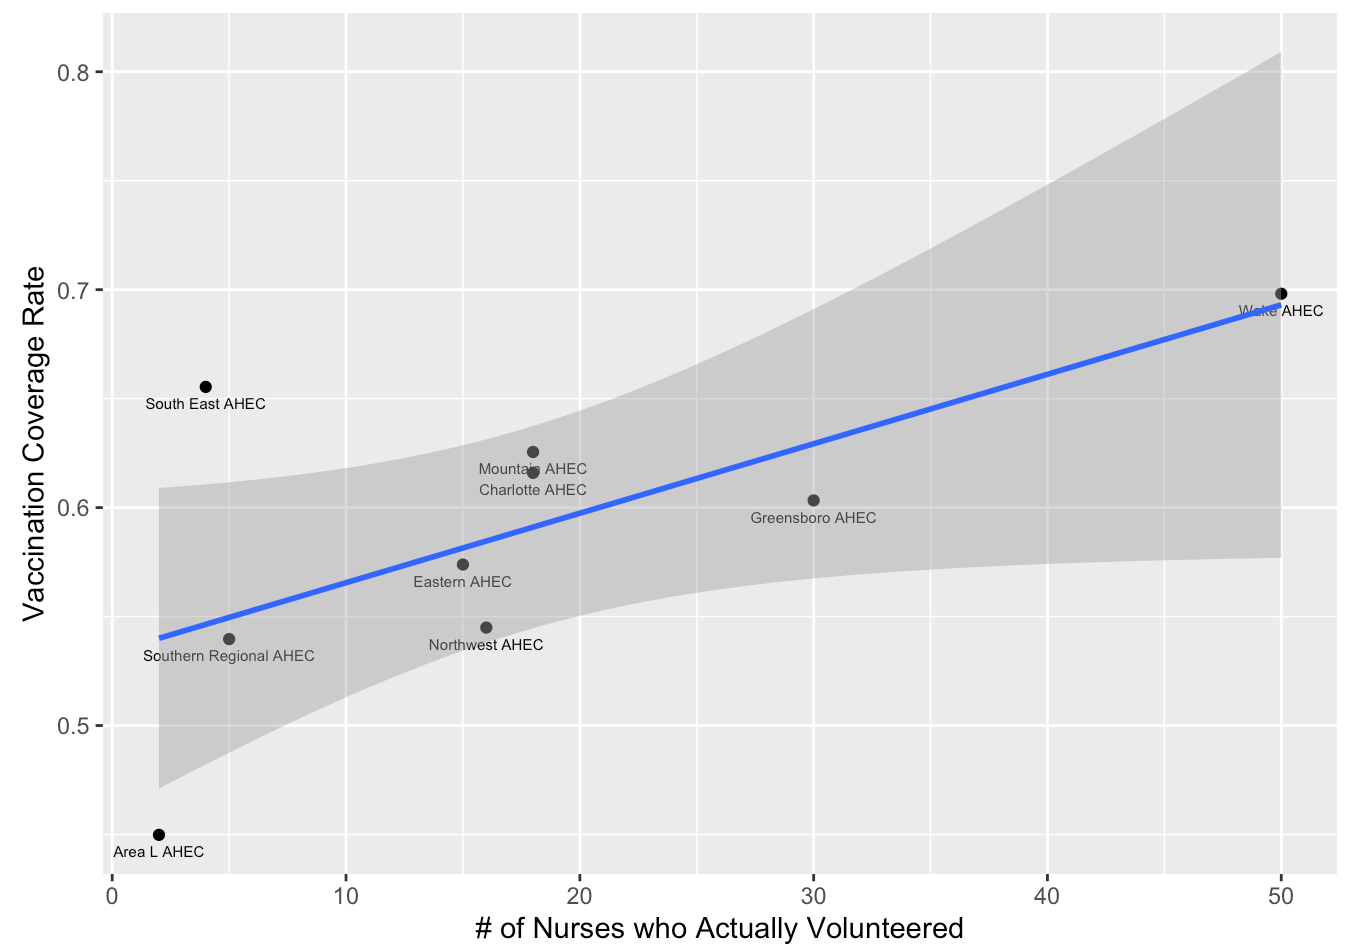 0.8
0.7
0.6
0.5
Vaccination Coverage Rate
South East AHEC
Wake AHEC
Mountain AHEC
Charlotte AHEC
Greensboro AHEC
Eastern AHEC
Northwest AHEC
Southern Regional AHEC
Area L AHEC
0 10 20 30 40 50
# of Nurses who Actually Volunteered